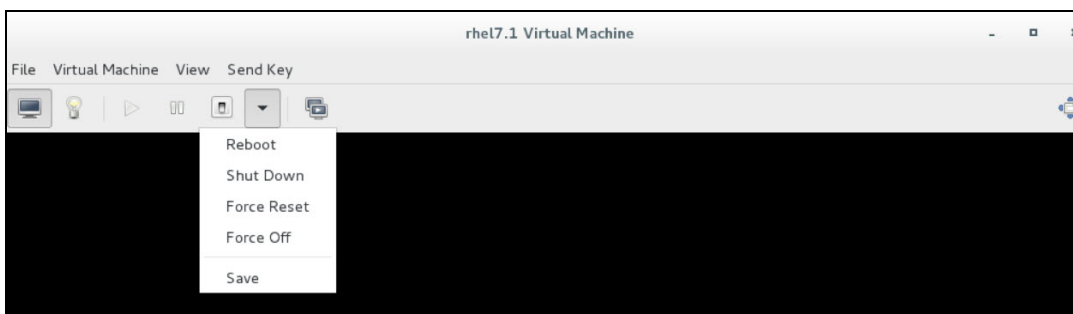 rhel7.1 Virtual Machine
File Virtual Machine View Send Key
Reboot
Shut Down
Force Reset
Force Off
Save